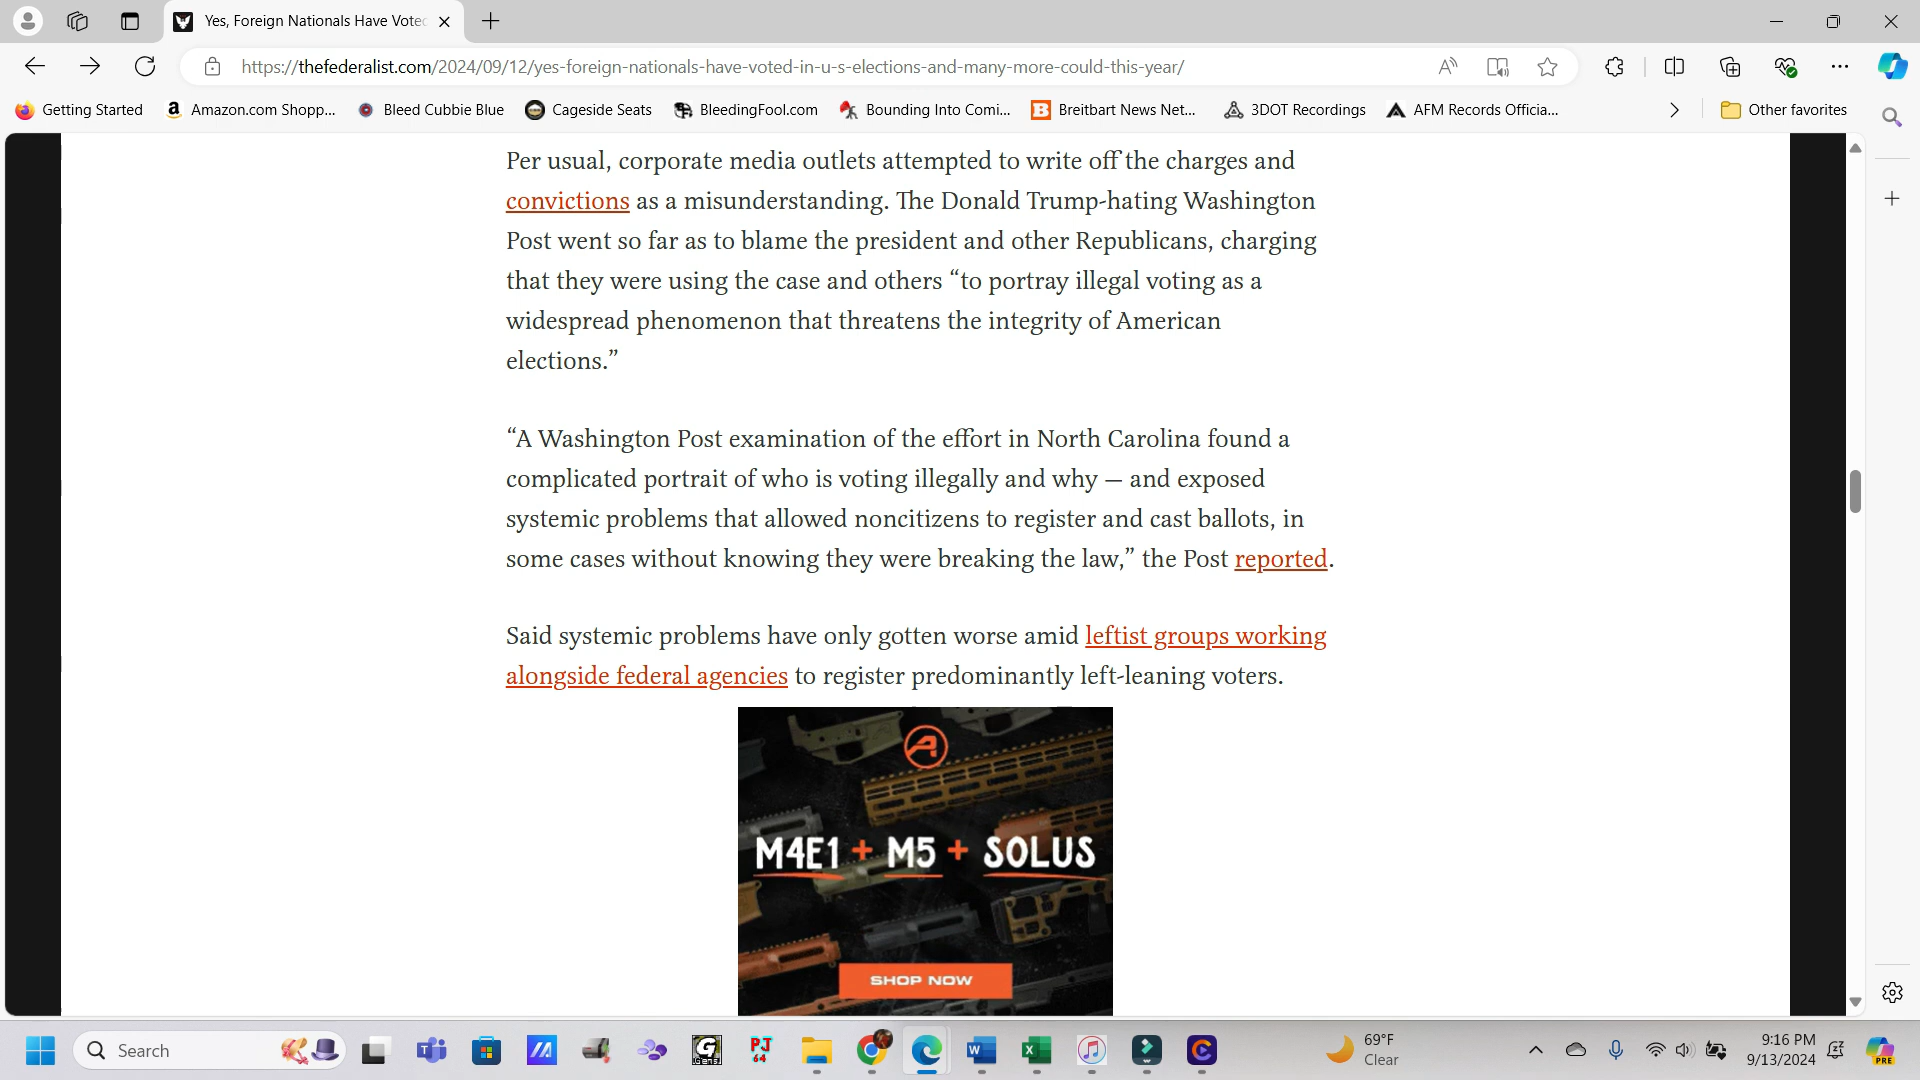 Yes, Foreign Nationals Have Voted
https://thefederalist.com/2024/09/12/yes-foreign-nationals-have-voted-in-u-s-elections-and-many-more-could-this-year/
Getting Started
Amazon.com Shopp...
Bleed Cubbie Blue
Cageside Seats
BleedingFool.com
Bounding Into Comi...
Breitbart News Net...
3DOT Recordings
AFM Records Officia...
Other favorites
Per usual, corporate media outlets attempted to write off the charges and
convictions as a misunderstanding. The Donald Trump-hating Washington
Post went so far as to blame the president and other Republicans, charging
that they were using the case and others “to portray illegal voting as a
widespread phenomenon that threatens the integrity of American
elections.”
“A Washington Post examination of the effort in North Carolina found a
complicated portrait of who is voting illegally and why — and exposed
systemic problems that allowed noncitizens to register and cast ballots, in
some cases without knowing they were breaking the law,” the Post reported.
Said systemic problems have only gotten worse amid leftist groups working
alongside federal agencies to register predominantly left-leaning voters.
M4E1 + M5 + SOLUS
SHOP NOW
Search
PJ
64
69°F
Clear
9:16 PM
9/13/2024
PRE